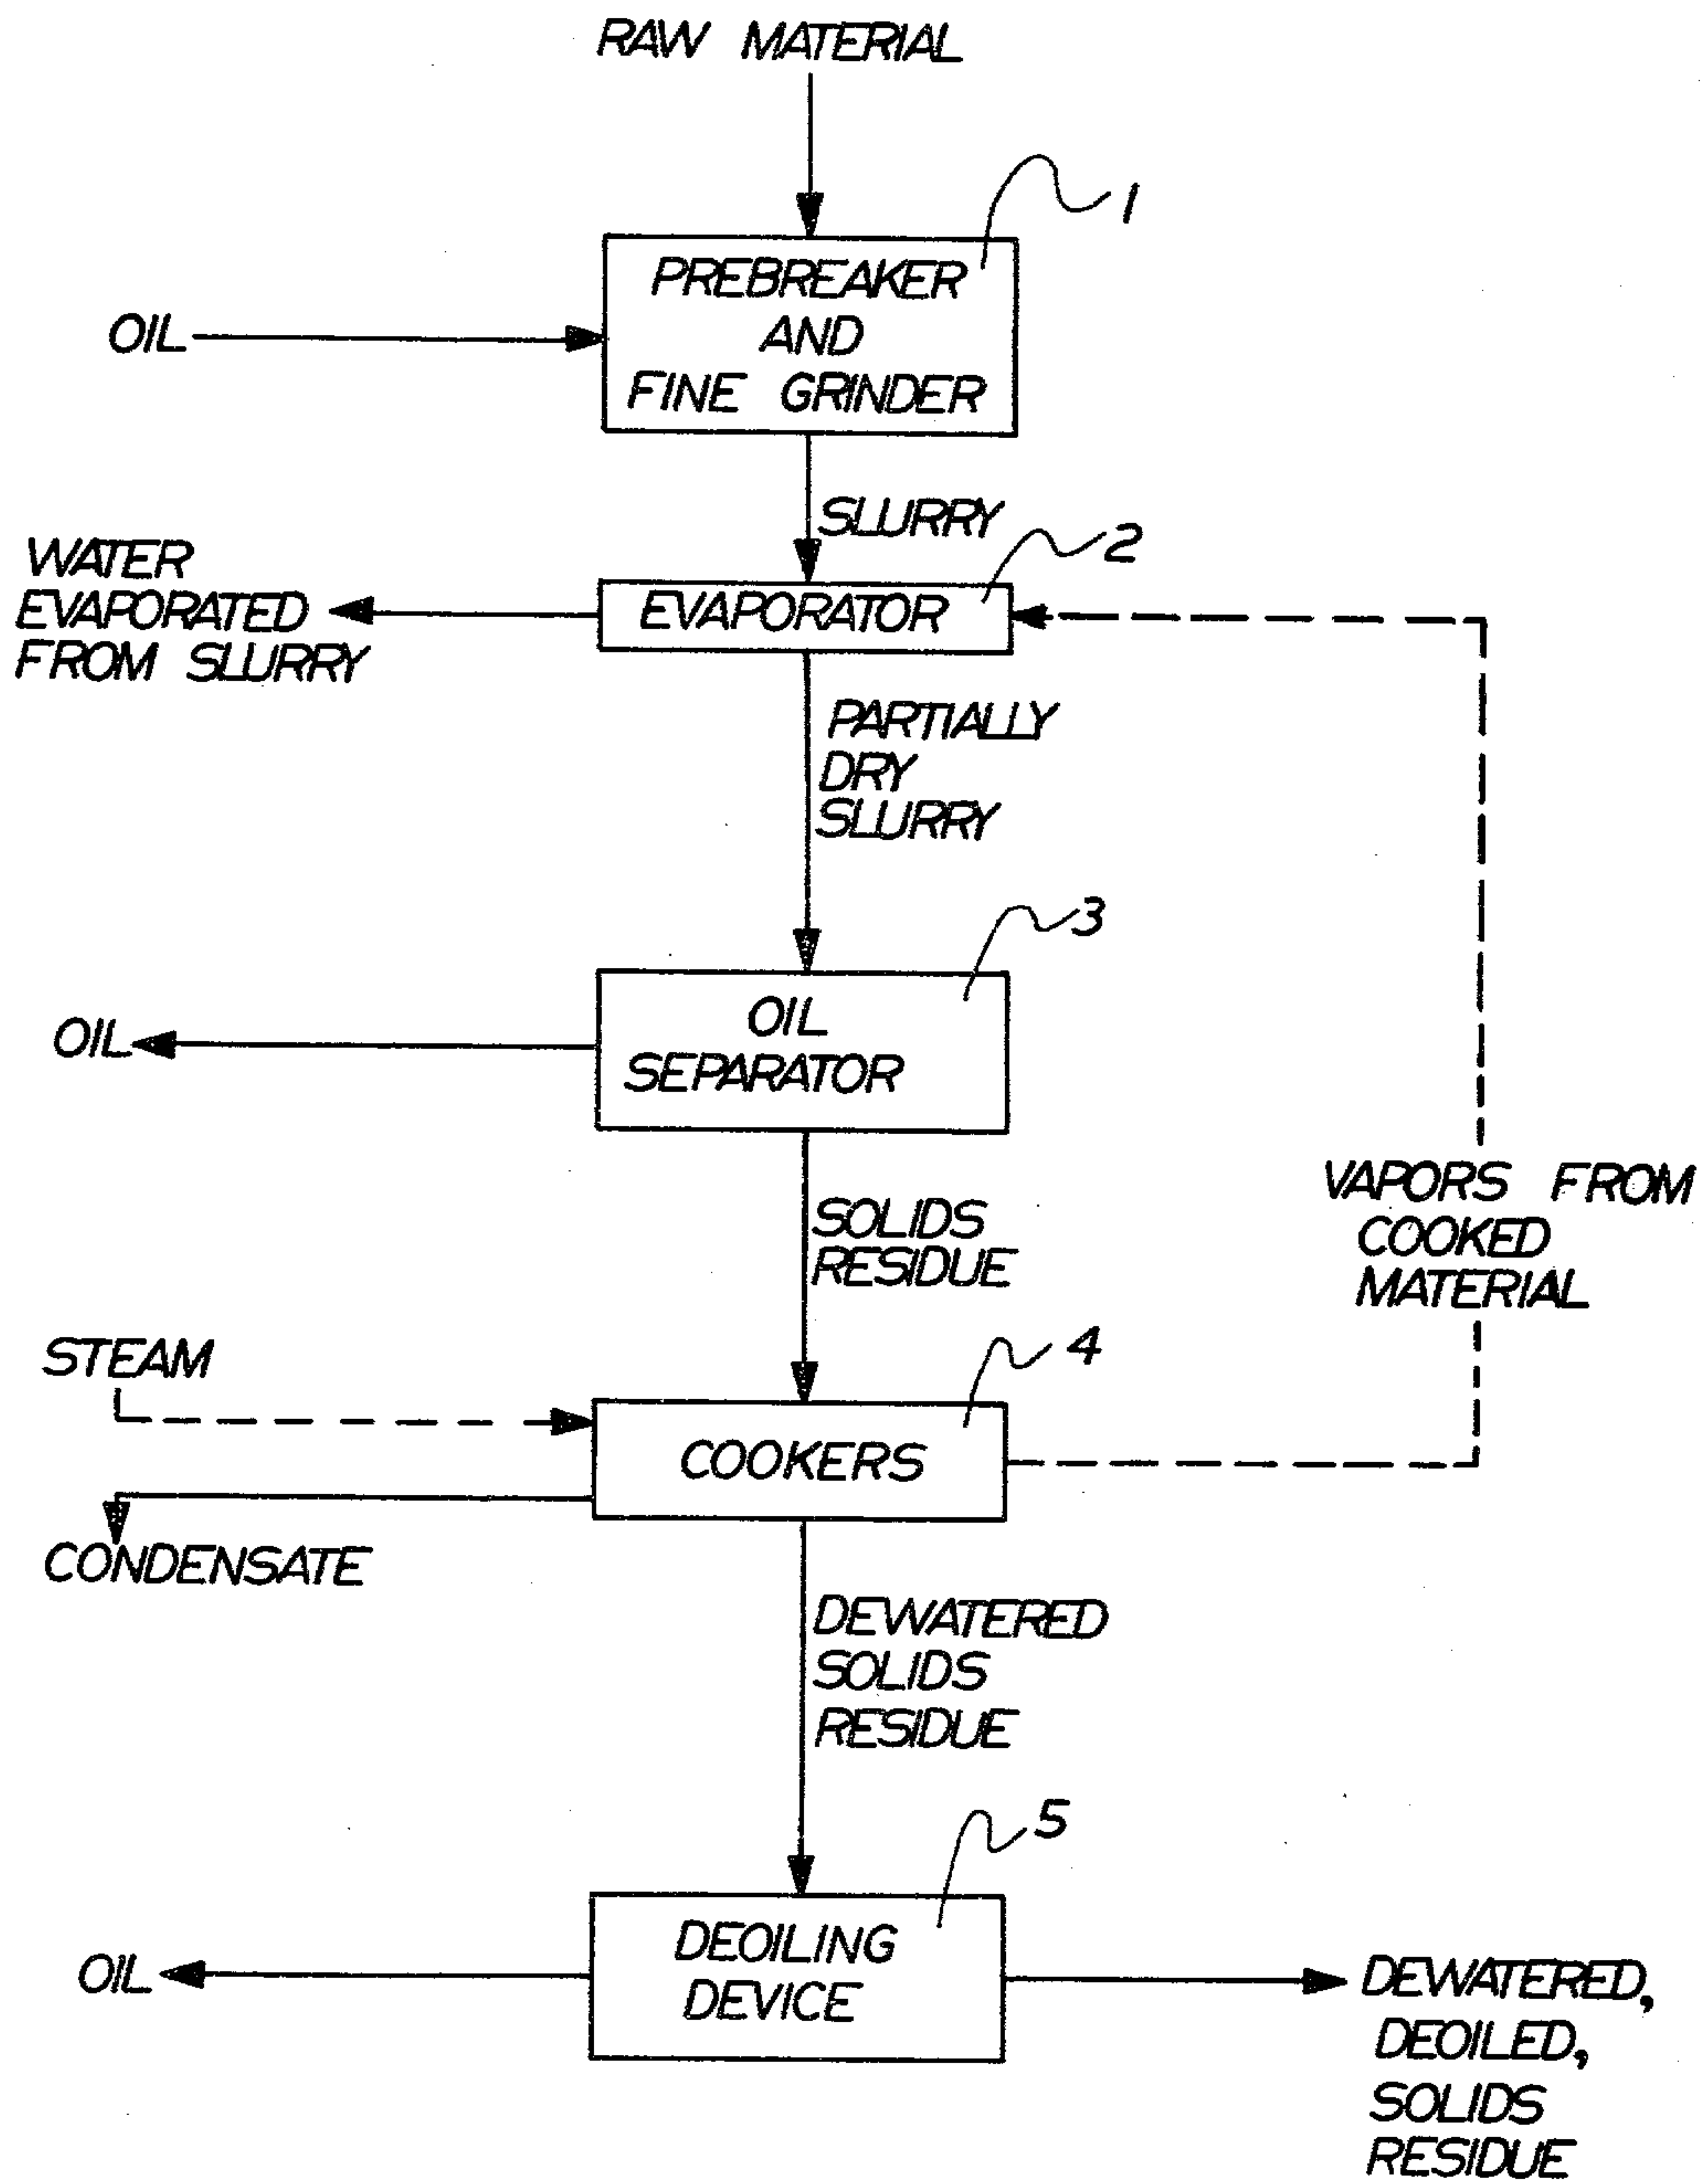 RAW MATERIAL
1
PREBREAKER
AND
FINE GRINDER
OIL
SLURRY
2
WATER
EVAPORATED
FROM SLURRY
EVAPORATOR
PARTIALLY
DRY
SLURRY
3
OIL
SEPARATOR
OIL
VAPORS FROM
COOKED
MATERIAL
SOLIDS
RESIDUE
STEAM
4
COOKERS
CONDENSATE
DEWATERED
SOLIDS
RESIDUE
5
DEOILING
DEVICE
OIL
DEWATERED,
DEOILED,
SOLIDS
RESIDUE